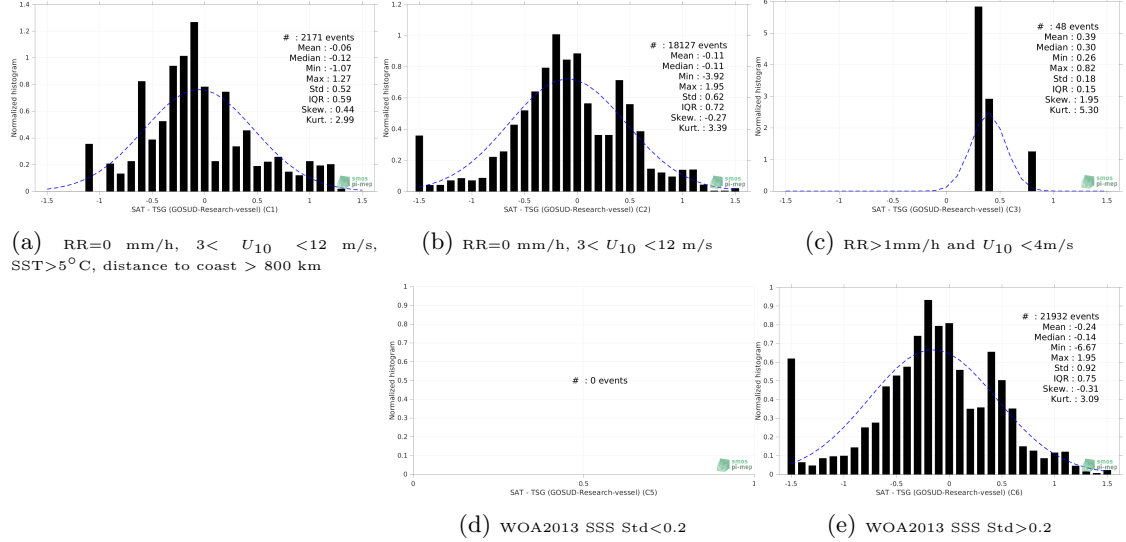 1.4
1.2
1
0.8
0.6
0.4
0.2
0
Normalized histogram
# : 2171 events
Mean : -0.06
Median : -0.12
Min : -1.07
Max : 1.27
Std : 0.52
IQR : 0.59
Skew. : 0.44
Kurt. : 2.99
smos
pi-mep
-1.5 -1 -0.5 0 0.5 1 1.5
SAT - TSG (GOSUD-Research-vessel) (C1)
(a) RR=0 mm/h, 3< U10 <12 m/s,
SST>5°C, distance to coast > 800 km
1.2
1
0.8
0.6
0.4
0.2
0
Normalized histogram
# : 18127 events
Mean : -0.11
Median : -0.11
Min : -3.92
Max : 1.95
Std : 0.62
IQR : 0.72
Skew. : -0.27
Kurt. : 3.39
smos
pi-mep
-1.5 -1 -0.5 0 0.5 1 1.5
SAT - TSG (GOSUD-Research-vessel) (C2)
(b) RR=0 mm/h, 3< U10 <12 m/s
6
5
4
3
2
1
0
Normalized histogram
# : 48 events
Mean : 0.39
Median : 0.30
Min : 0.26
Max : 0.82
Std : 0.18
IQR : 0.15
Skew. : 1.95
Kurt. : 5.30
smos
pi-mep
-1.5 -1 -0.5 0 0.5 1 1.5
SAT - TSG (GOSUD-Research-vessel) (C3)
(c) RR>1mm/h and U10 <4m/s
1
0.9
0.8
0.7
0.6
0.5
0.4
0.3
0.2
0.1
0
Normalized histogram
# : 0 events
smos
pi-mep
0 0.5 1
SAT - TSG (GOSUD-Research-vessel) (C5)
(d) WOA2013 SSS Std<0.2
1
0.9
0.8
0.7
0.6
0.5
0.4
0.3
0.2
0.1
0
Normalized histogram
# : 21932 events
Mean : -0.24
Median : -0.14
Min : -6.67
Max : 1.95
Std : 0.92
IQR : 0.75
Skew. : -0.31
Kurt. : 3.09
smos
pi-mep
-1.5 -1 -0.5 0 0.5 1 1.5
SAT - TSG (GOSUD-Research-vessel) (C6)
(e) WOA2013 SSS Std>0.2